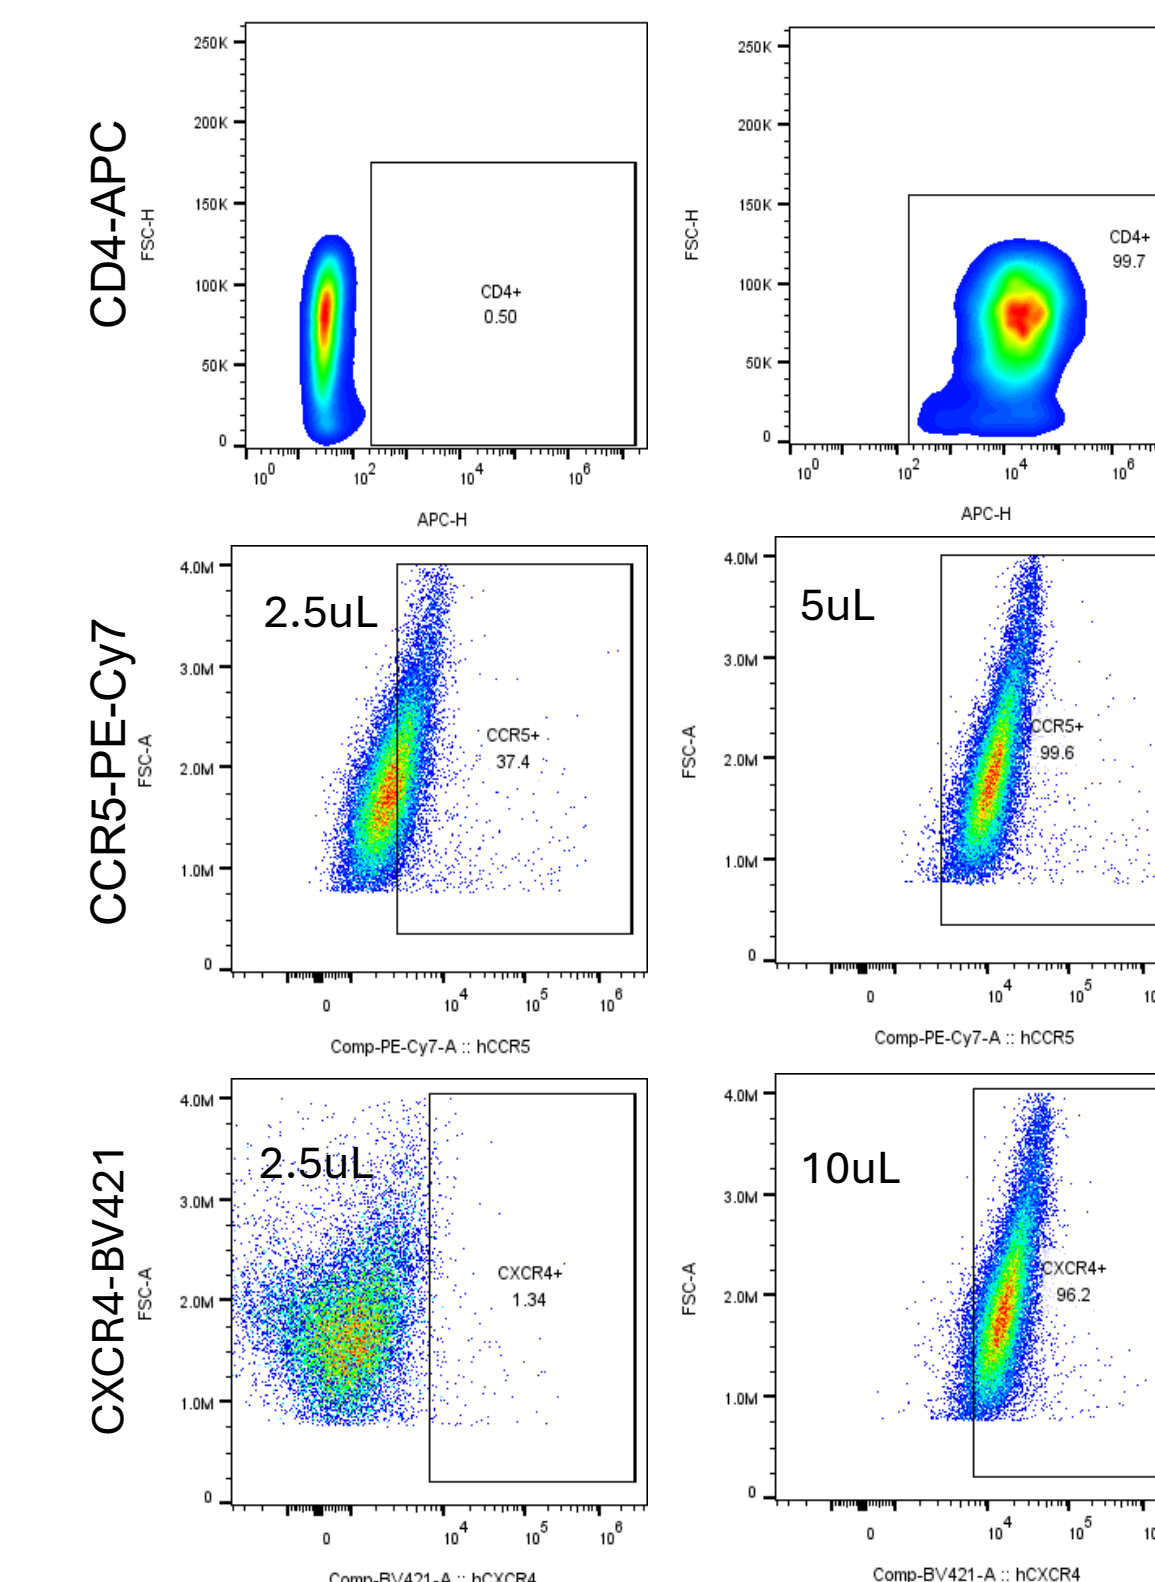 CD4-APC
FSC-H
250K
200K
150K
100K
50K
0
CD4+
0.50
10^0
10^2
10^4
10^6
APC-H
FSC-H
250K
200K
150K
100K
50K
0
CD4+
99.7
10^0
10^2
10^4
10^6
APC-H
CCR5-PE-Cy7
FSC-A
4.0M
3.0M
2.0M
1.0M
0
2.5uL
CCR5+
37.4
0
10^4
10^5
10^6
Comp-PE-Cy7-A :: hCCR5
FSC-A
4.0M
3.0M
2.0M
1.0M
0
5uL
CCR5+
99.6
0
10^4
10^5
10
Comp-PE-Cy7-A :: hCCR5
CXCR4-BV421
FSC-A
4.0M
3.0M
2.0M
1.0M
0
2.5uL
CXCR4+
1.34
0
10^4
10^5
10^6
Comp-BV421-A :: hCXCR4
FSC-A
4.0M
3.0M
2.0M
1.0M
0
10uL
CXCR4+
96.2
0
10^4
10^5
10
Comp-BV421-A :: hCXCR4